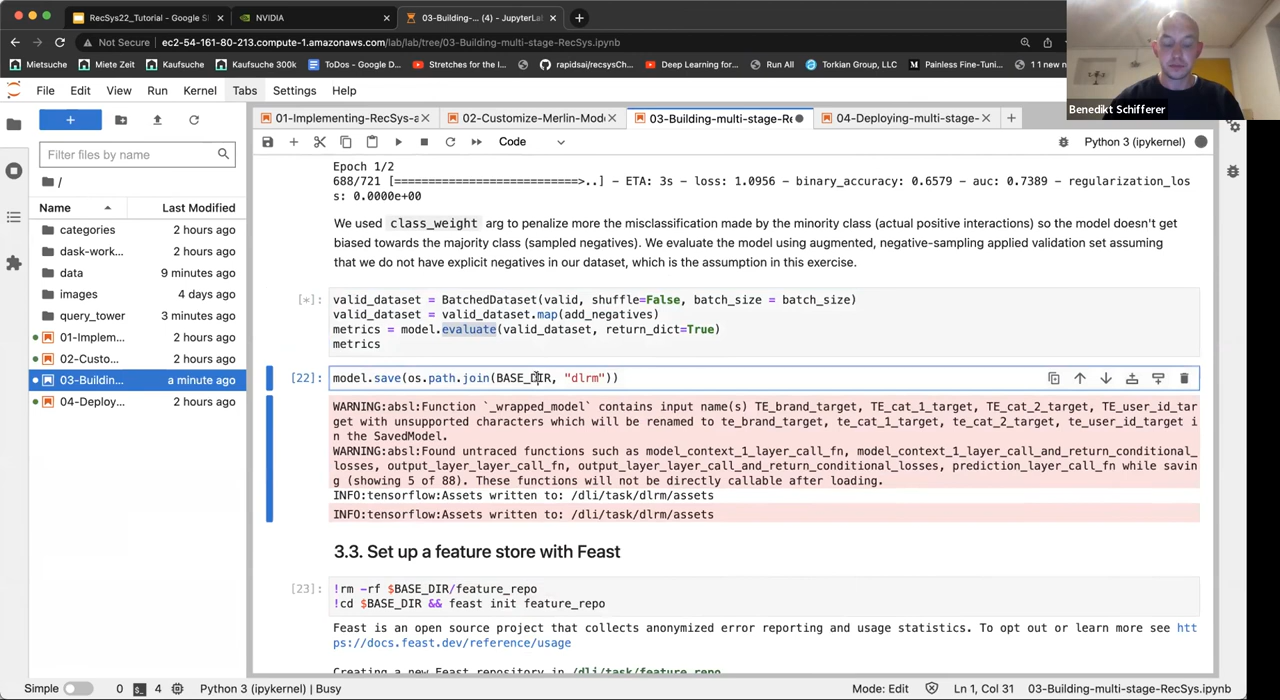 RecSys22_Tutorial - Google S
NVIDIA
03-Building-... (4) - JupyterLa
Not Secure
ec2-54-161-80-213.compute-1.amazonaws.com/lab/lab/tree/03-Building-multi-stage-RecSys.ipynb
Mietsuche
Miete Zeit
Kaufsuche
Kaufsuche 300k
ToDos - Google D...
Stretches for the l...
rapidsai/recsysCh...
Deep Learning for...
Run All
Torkian Group, LLC
Painless Fine-Tuni...
1 1 new n
Benedikt Schifferer
File Edit View Run Kernel Tabs Settings Help
01-Implementing-RecSys-a
02-Customize-Merlin-Mode
03-Building-multi-stage-Re
04-Deploying-multi-stage-
Code
Python 3 (ipykernel)
Filter files by name
/
Name Last Modified
categories 2 hours ago
dask-work... 2 hours ago
data 9 minutes ago
images 4 days ago
query_tower 3 minutes ago
01-Implem... 2 hours ago
02-Custo... 2 hours ago
03-Buildin... a minute ago
04-Deploy... 2 hours ago
Epoch 1/2
688/721 [===========================>..] - ETA: 3s - loss: 1.0956 - binary_accuracy: 0.6579 - auc: 0.7389 - regularization_los
s: 0.0000e+00
We used class_weight arg to penalize more the misclassification made by the minority class (actual positive interactions) so the model doesn't get
biased towards the majority class (sampled negatives). We evaluate the model using augmented, negative-sampling applied validation set assuming
that we do not have explicit negatives in our dataset, which is the assumption in this exercise.
[*]: valid_dataset = BatchedDataset(valid, shuffle=False, batch_size = batch_size)
valid_dataset = valid_dataset.map(add_negatives)
metrics = model.evaluate(valid_dataset, return_dict=True)
metrics
[22]: model.save(os.path.join(BASE_DIR, "dlrm"))
WARNING:absl:Function `_wrapped_model` contains input name(s) TE_brand_target, TE_cat_1_target, TE_cat_2_target, TE_user_id_tar
get with unsupported characters which will be renamed to te_brand_target, te_cat_1_target, te_cat_2_target, te_user_id_target i
n the SavedModel.
WARNING:absl:Found untraced functions such as model_context_1_layer_call_fn, model_context_1_layer_call_and_return_conditional_
losses, output_layer_layer_call_fn, output_layer_layer_call_and_return_conditional_losses, prediction_layer_call_fn while savin
g (showing 5 of 88). These functions will not be directly callable after loading.
INFO:tensorflow:Assets written to: /dli/task/dlrm/assets
INFO:tensorflow:Assets written to: /dli/task/dlrm/assets
3.3. Set up a feature store with Feast
[23]: !rm -rf $BASE_DIR/feature_repo
!cd $BASE_DIR && feast init feature_repo
Feast is an open source project that collects anonymized error reporting and usage statistics. To opt out or learn more see htt
ps://docs.feast.dev/reference/usage
Creating a new Feast repository in /dli/task/feature_repo
Simple 0 4 Python 3 (ipykernel) | Busy
Mode: Edit Ln 1, Col 31 03-Building-multi-stage-RecSys.ipynb